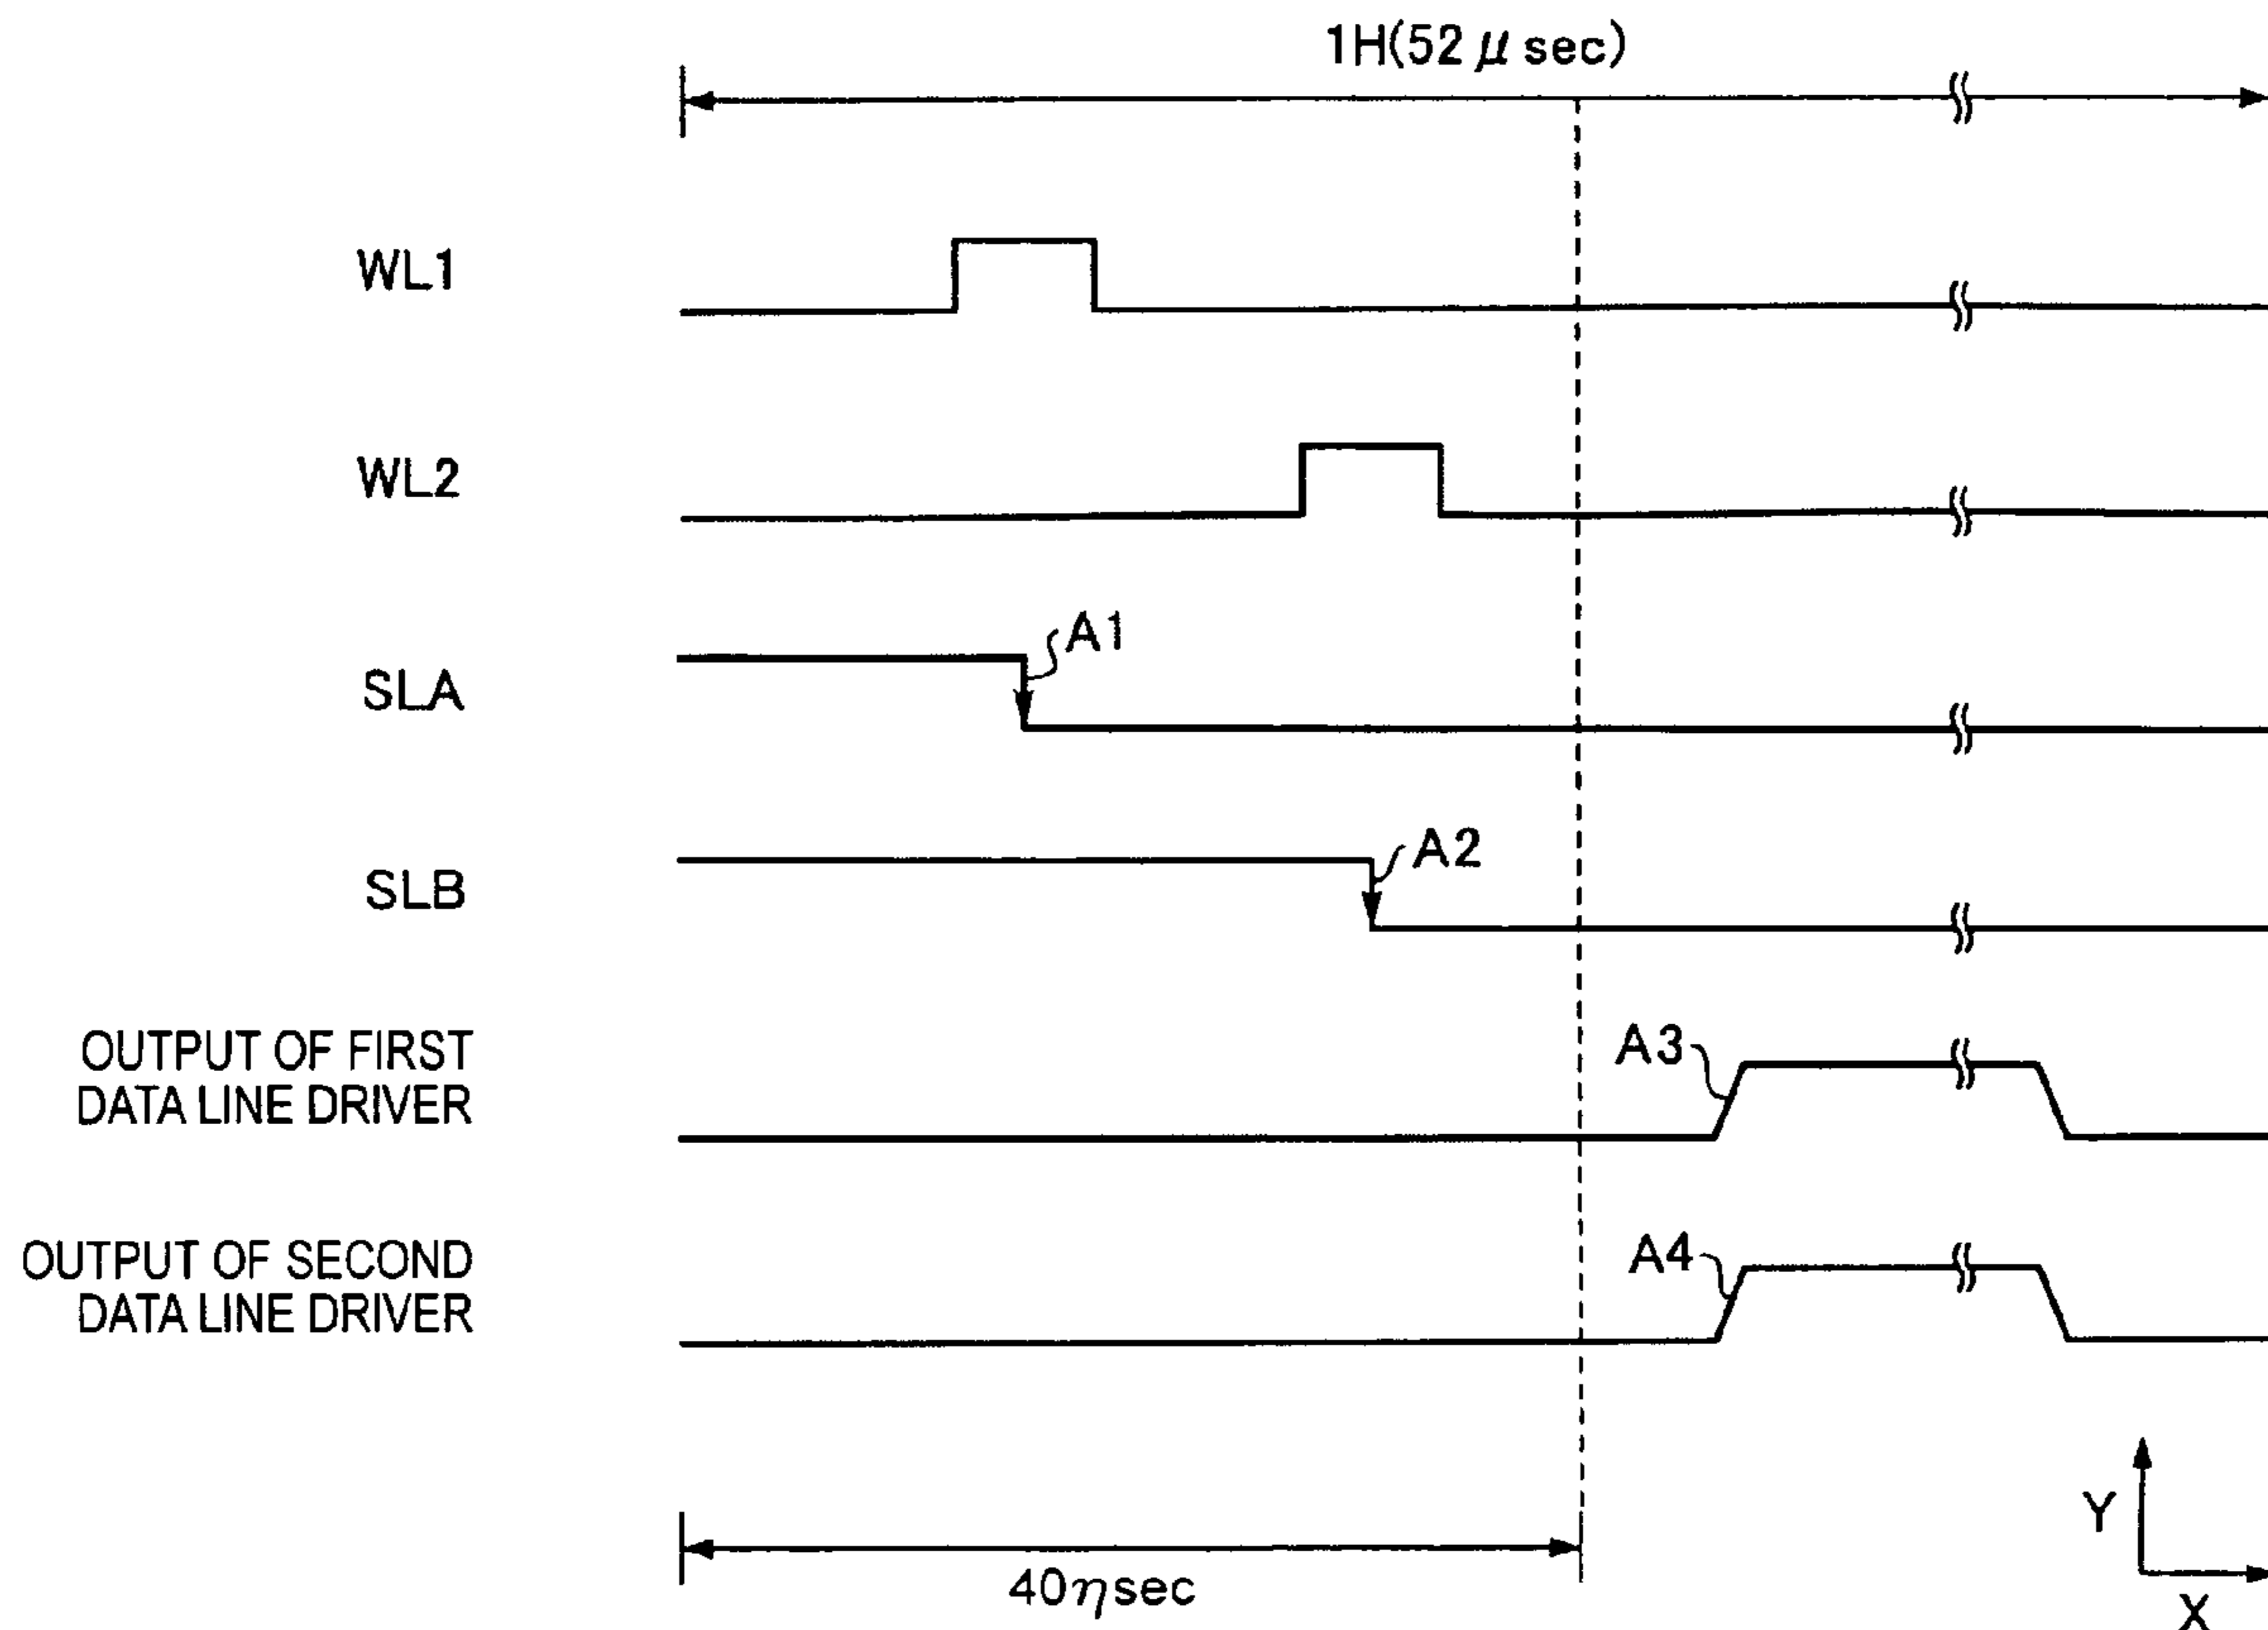 1H(52 μ sec)
WL1
WL2
A1
SLA
A2
SLB
OUTPUT OF FIRST
DATA LINE DRIVER
A3
OUTPUT OF SECOND
DATA LINE DRIVER
A4
40ηsec
Y
X